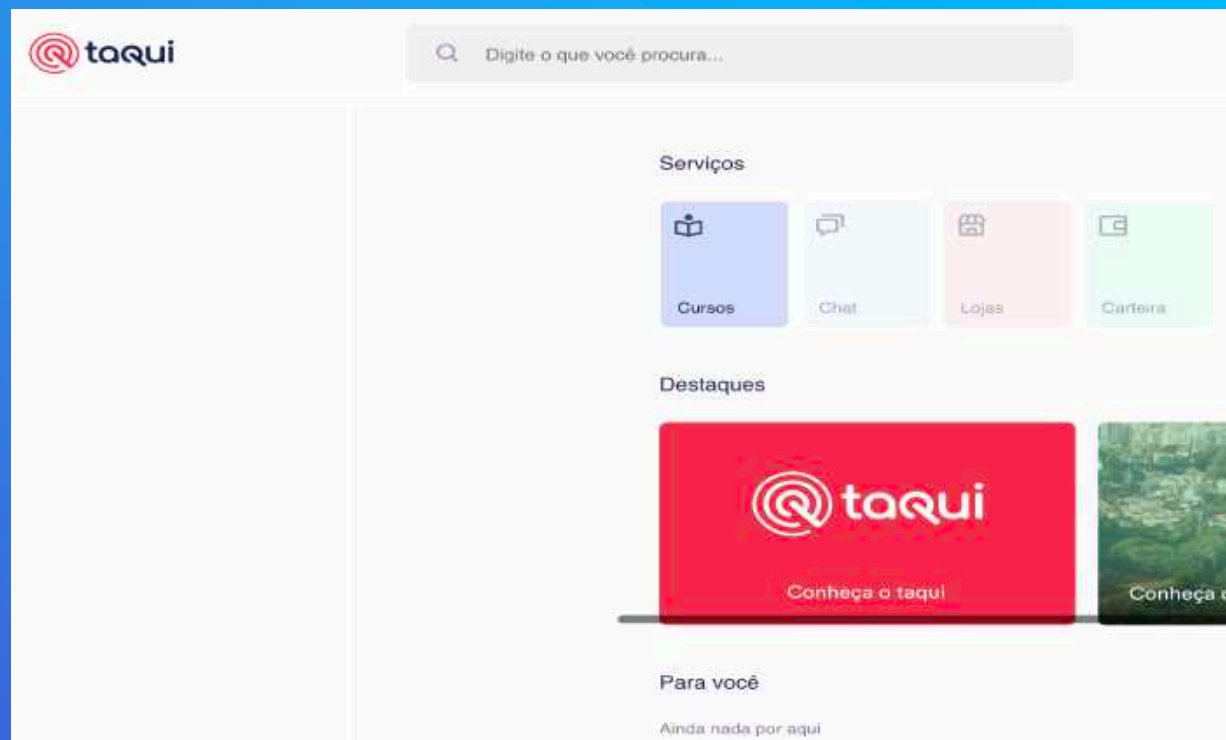 taqui
Digite o que você procura...
Serviços
Cursos Chat Lojas Carteira
Destaques
taqui
Conheça o taqui
Conheça
Para você
Ainda nada por aqui